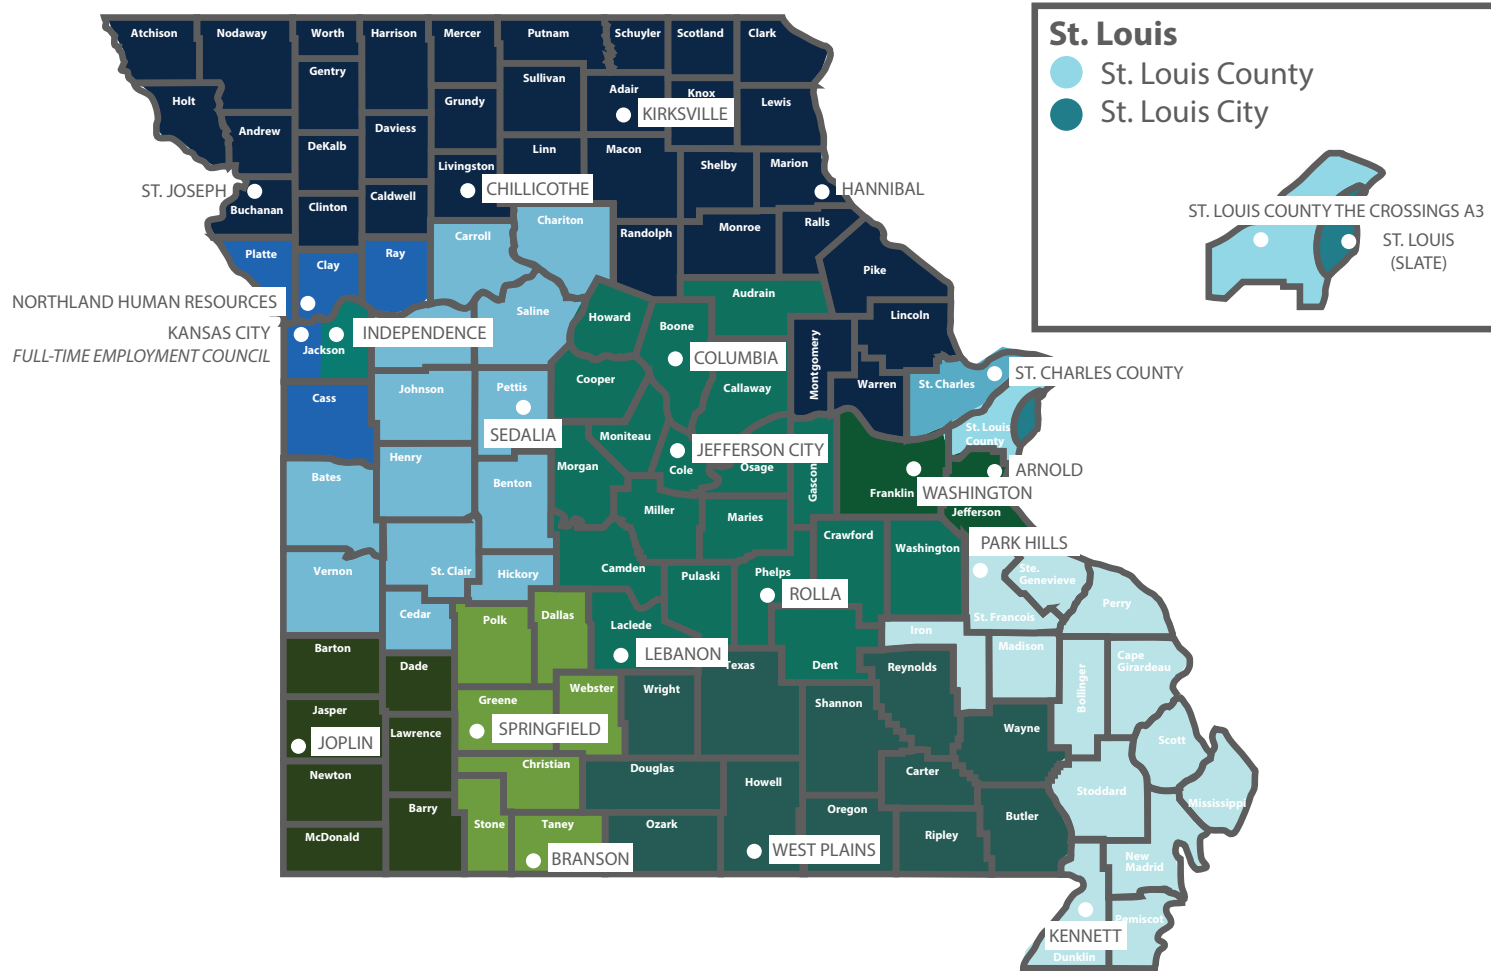 Atchison
Nodaway
Worth
Harrison
Mercer
Putnam
Schuyler
Scotland
Clark
Gentry
Sullivan
Adair
Knox
Holt
Grundy
Lewis
KIRKSVILLE
Andrew
Daviess
DeKalb
Linn
Macon
Livingston
Shelby
Marion
ST. JOSEPH
CHILLICOTHE
HANNIBAL
Buchanan
Clinton
Caldwell
Chariton
Carroll
Randolph
Monroe
Ralls
Platte
Clay
Ray
Pike
Audrain
NORTHLAND HUMAN RESOURCES
Saline
Howard
Boone
Lincoln
KANSAS CITY
INDEPENDENCE
FULL-TIME EMPLOYMENT COUNCIL
Jackson
COLUMBIA
Montgomery
Cooper
Callaway
Warren
St. Charles
ST. CHARLES COUNTY
Cass
Johnson
Pettis
SEDALIA
Moniteau
JEFFERSON CITY
St. Louis
County
Henry
Morgan
Cole
Osage
Gascon
ARNOLD
Bates
Benton
Franklin
WASHINGTON
Miller
Maries
Jefferson
Crawford
Washington
PARK HILLS
Vernon
St. Clair
Hickory
Camden
Pulaski
Phelps
Ste.
Genevieve
ROLLA
Perry
Cedar
Polk
Dallas
Laclede
St. Francois
Iron
Barton
Dade
LEBANON
Texas
Dent
Reynolds
Madison
Cape
Girardeau
Bollinger
Jasper
Greene
Webster
Wright
Shannon
JOPLIN
Lawrence
SPRINGFIELD
Wayne
Scott
Newton
Christian
Douglas
Howell
Carter
Stoddard
Mississippi
Barry
Stone
Taney
Ozark
Oregon
Ripley
Butler
McDonald
BRANSON
WEST PLAINS
New
Madrid
Pemiscot
KENNETT
Dunklin
St. Louis
St. Louis County
St. Louis City
ST. LOUIS COUNTY THE CROSSINGS A3
ST. LOUIS
(SLATE)